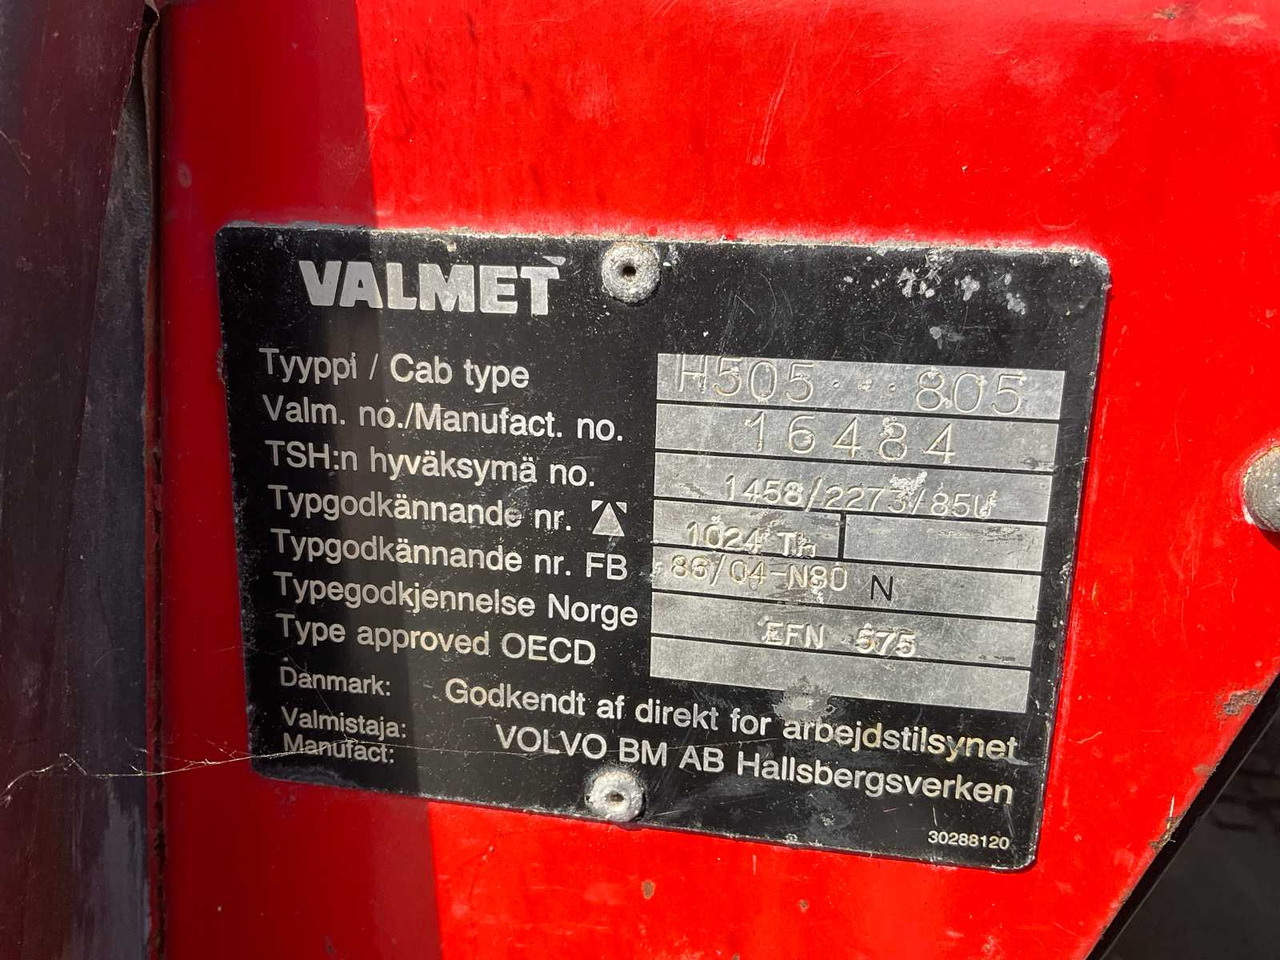 VALMET
Tyyppi / Cab type H505 - - 805
Valm. no./Manufact. no. 16484
TSH:n hyväksymä no. 1458/2273/85U
Typgodkännande nr. 1024 Th
Typgodkännande nr. FB 86/04-N80 N
Typegodkjennelse Norge EFN 575
Type approved OECD
Danmark: Godkendt af direkt for arbejdstilsynet
Valmistaja: VOLVO BM AB Hallsbergsverken
Manufact:
30288120